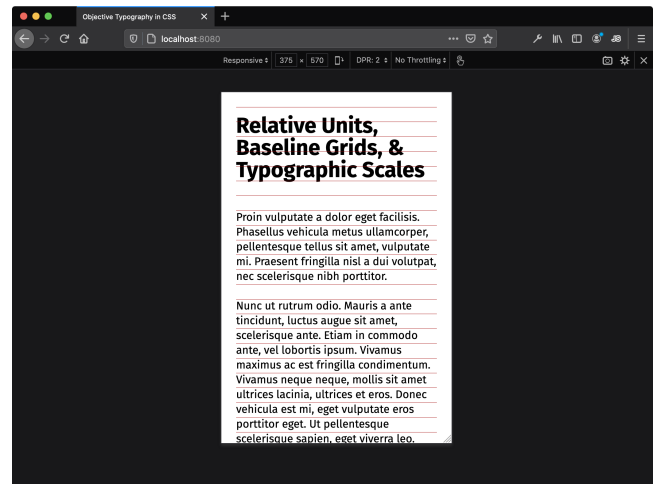 Objective Typography in CSS
localhost:8080
Responsive 375 × 570 DPR: 2 No Throttling
Relative Units,
Baseline Grids, &
Typographic Scales
Proin vulputate a dolor eget facilisis.
Phasellus vehicula metus ullamcorper,
pellentesque tellus sit amet, vulputate
mi. Praesent fringilla nisl a dui volutpat,
nec scelerisque nibh porttitor.
Nunc ut rutrum odio. Mauris a ante
tincidunt, luctus augue sit amet,
scelerisque ante. Etiam in commodo
ante, vel lobortis ipsum. Vivamus
maximus ac est fringilla condimentum.
Vivamus neque neque, mollis sit amet
ultrices lacinia, ultrices et eros. Donec
vehicula est mi, eget vulputate eros
porttitor eget. Ut pellentesque
scelerisque sapien, eget viverra leo.